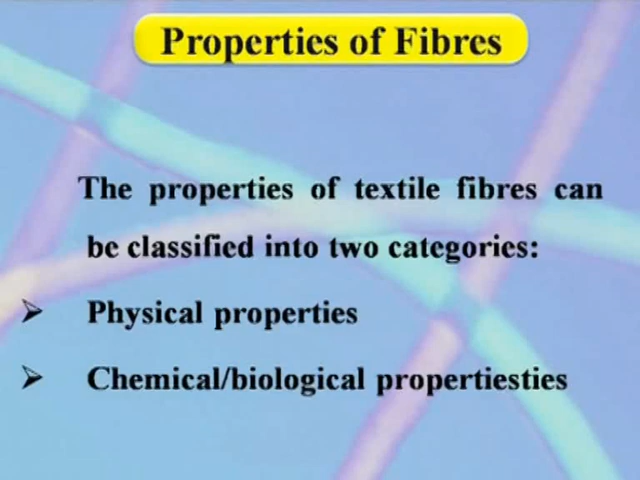 Properties of Fibres
The properties of textile fibres can
be classified into two categories:
Physical properties
Chemical/biological propertiesties